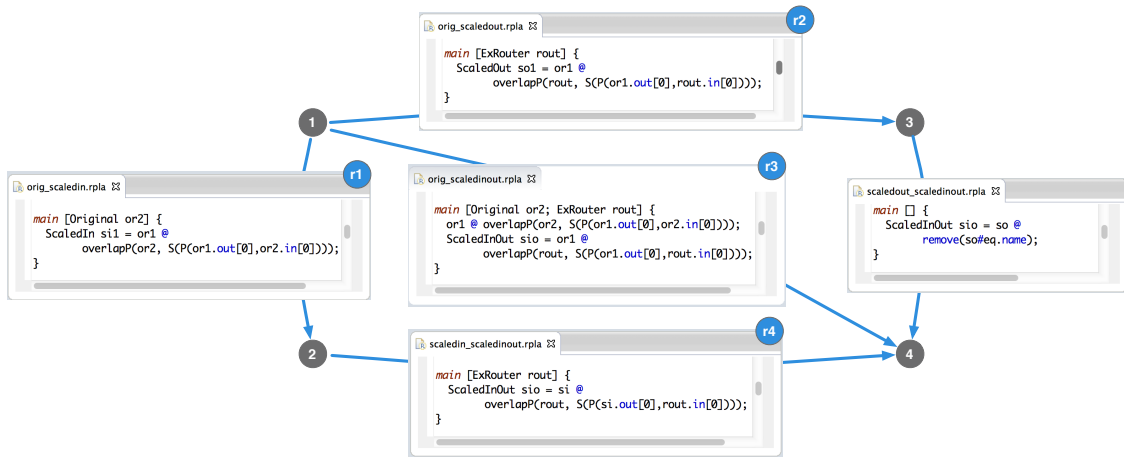 r2
orig_scaledout.rpla
main [ExRouter rout] {
ScaledOut so1 = or1 @
overlapP(rout, S(P(or1.out[0],rout.in[0])));
}
1
3
r1
orig_scaledin.rpla
main [Original or2] {
ScaledIn si1 = or1 @
overlapP(or2, S(P(or1.out[0],or2.in[0])));
}
r3
orig_scaledinout.rpla
main [Original or2; ExRouter rout] {
or1 @ overlapP(or2, S(P(or1.out[0],or2.in[0])));
ScaledInOut sio = or1 @
overlapP(rout, S(P(or1.out[0],rout.in[0])));
}
scaledout_scaledinout.rpla
main [] {
ScaledInOut sio = so @
remove(so#eq.name);
}
2
r4
scaledin_scaledinout.rpla
main [ExRouter rout] {
ScaledInOut sio = si @
overlapP(rout, S(P(si.out[0],rout.in[0])));
}
4